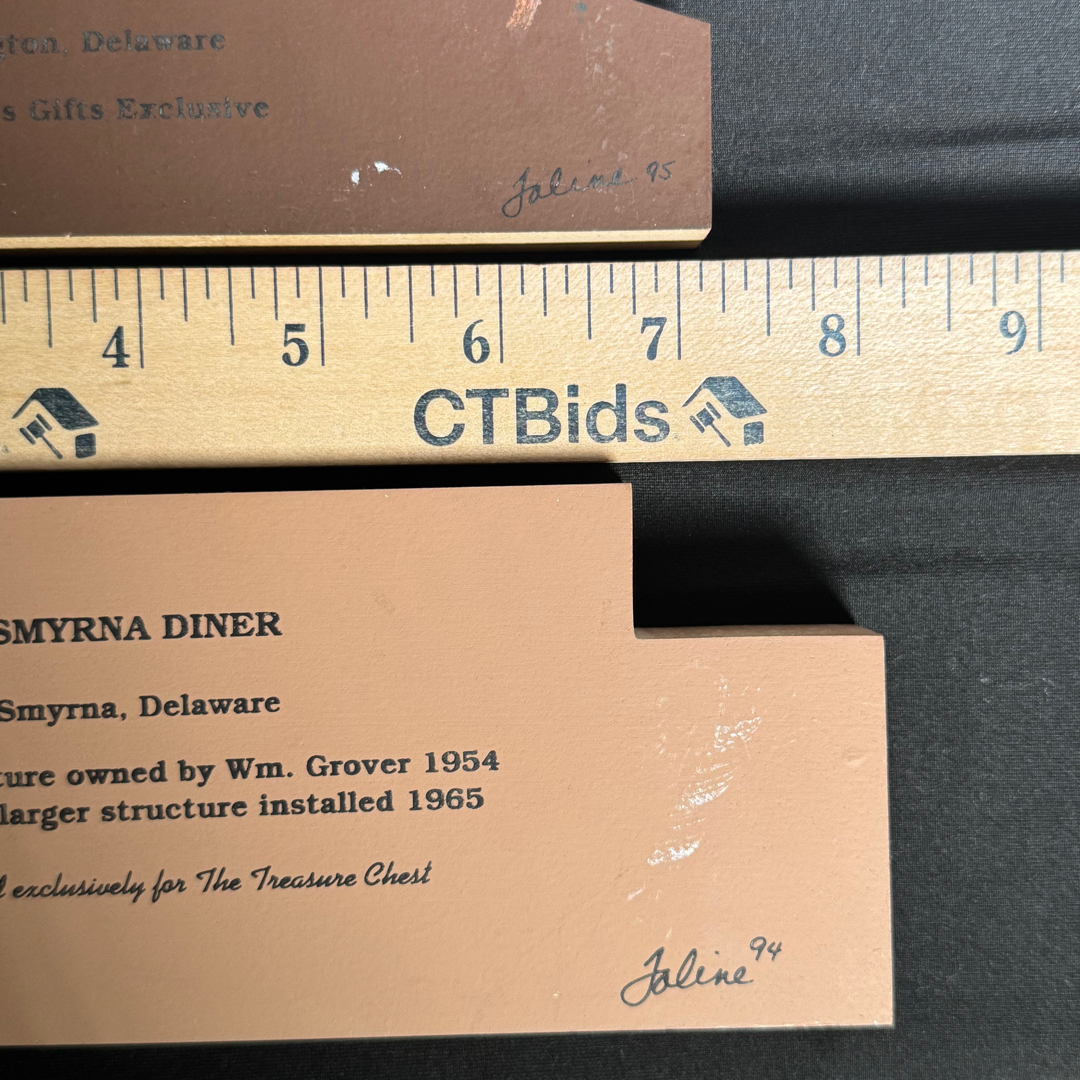 gton, Delaware
s Gifts Exclusive
Joline 95
4 5 6 7 8 9
CTBids
SMYRNA DINER
Smyrna, Delaware
ture owned by Wm. Grover 1954
larger structure installed 1965
l exclusively for The Treasure Chest
Joline 94